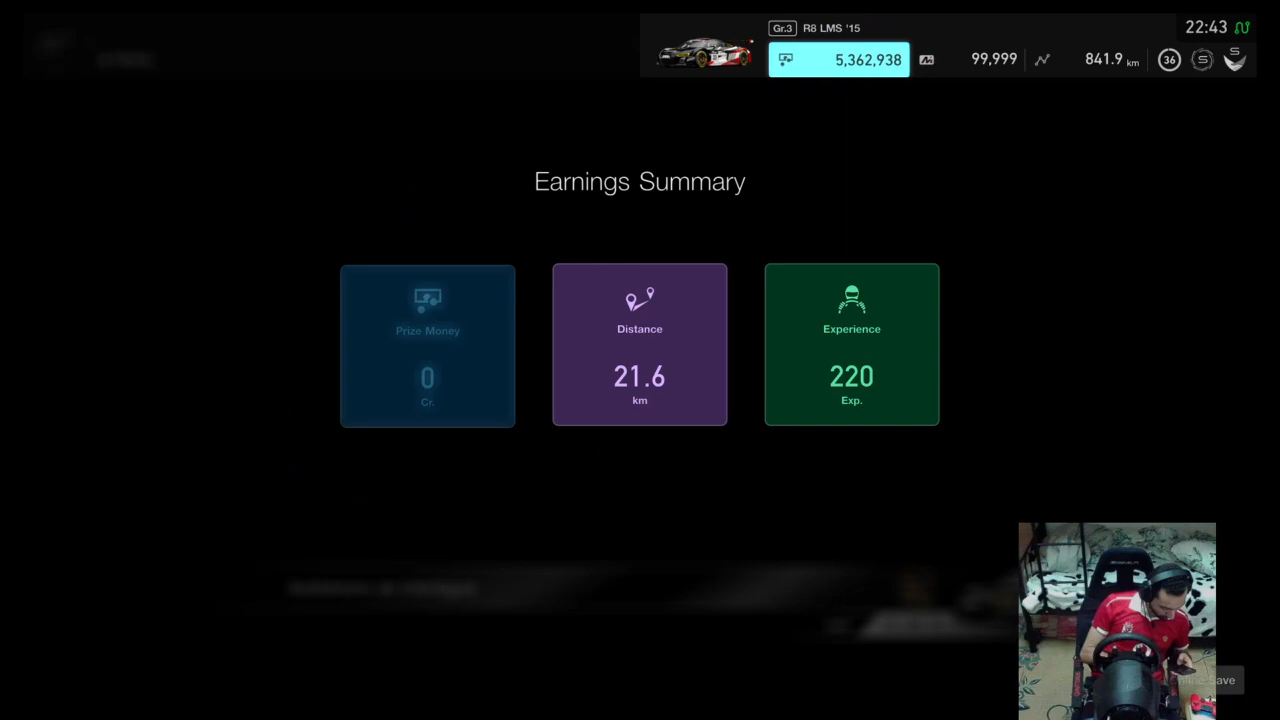 Gr.3 R8 LMS '15
22:43
5,362,938
99,999
841.9 km
36
S
S
Earnings Summary
Prize Money
0
Cr.
Distance
21.6
km
Experience
220
Exp.
Save